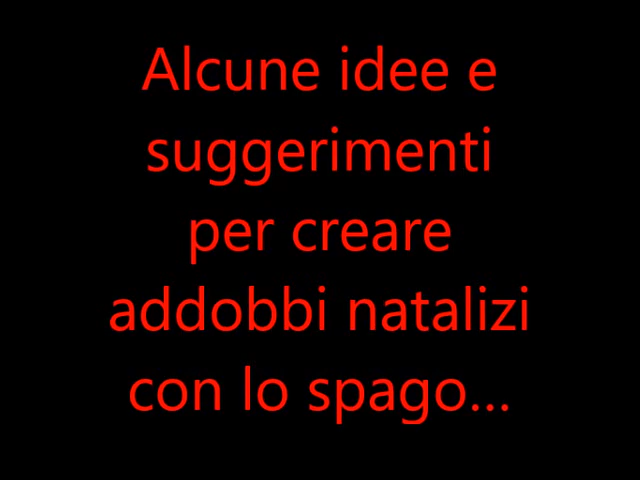 Alcune idee e
suggerimenti
per creare
addobbi natalizi
con lo spago...